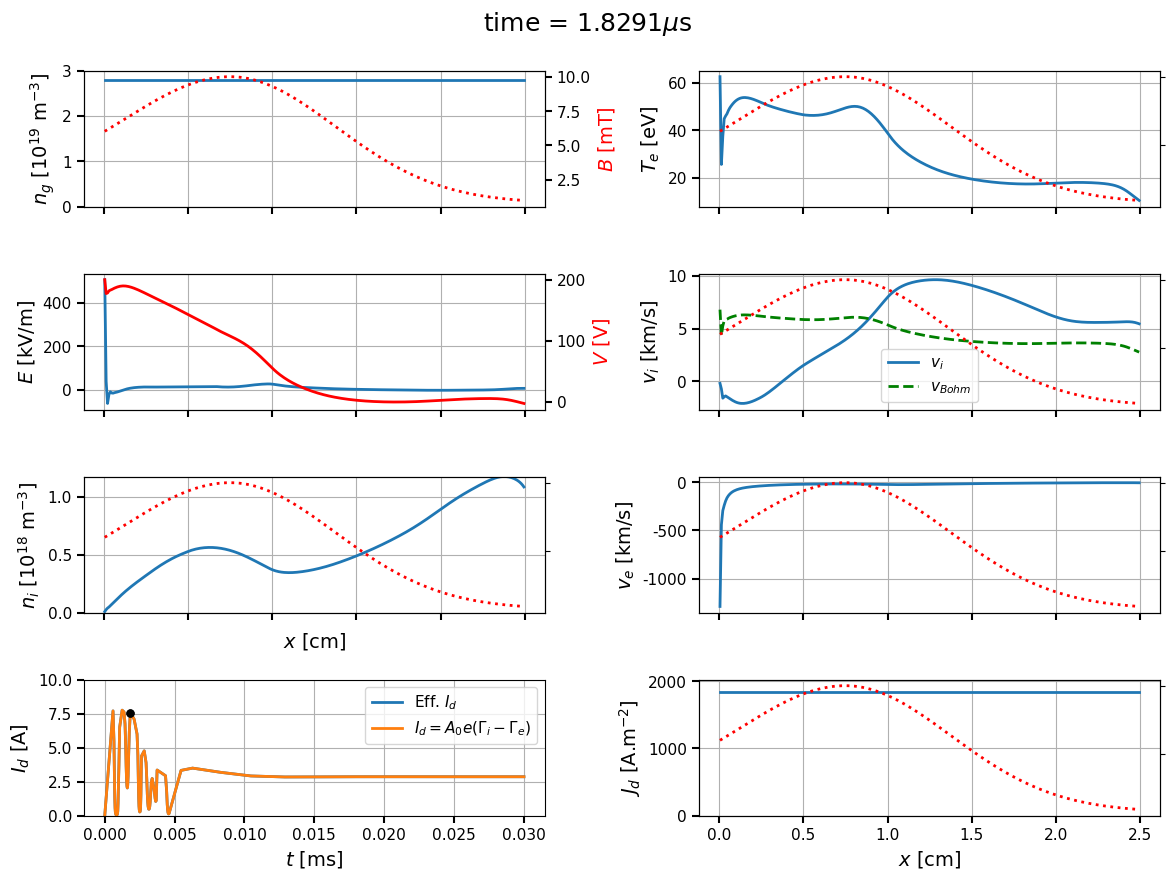 time = 1.8291μs
3
2
1
0
n_g [10^19 m^-3]
10.0
7.5
5.0
2.5
B [mT]
60
40
20
T_e [eV]
400
200
0
E [kV/m]
200
100
0
V [V]
10
5
0
v_i [km/s]
v_i
v_Bohm
1.0
0.5
0.0
n_i [10^18 m^-3]
x [cm]
0
-500
-1000
v_e [km/s]
10.0
7.5
5.0
2.5
0.0
I_d [A]
Eff. I_d
I_d = A_0e(Γ_i − Γ_e)
0.000 0.005 0.010 0.015 0.020 0.025 0.030
t [ms]
2000
1000
0
J_d [A.m^-2]
0.0 0.5 1.0 1.5 2.0 2.5
x [cm]